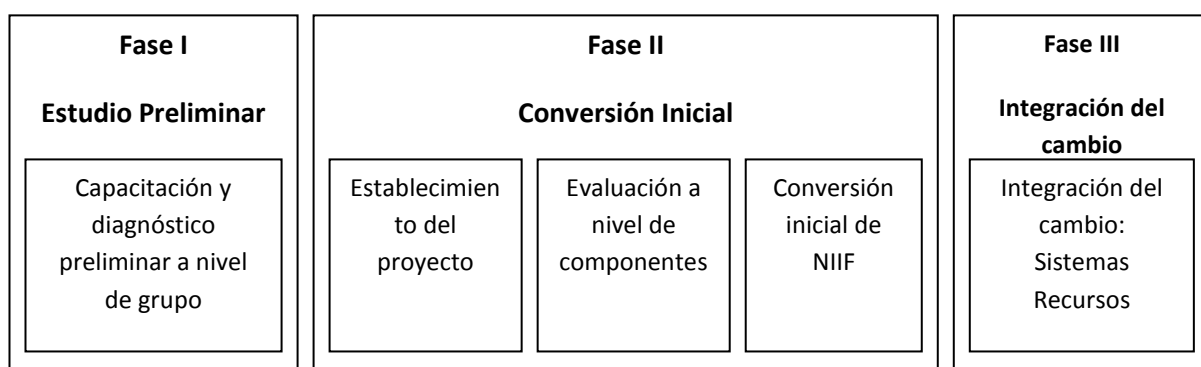 Fase I
Estudio Preliminar
Capacitación y
diagnóstico
preliminar a nivel
de grupo
Fase II
Conversión Inicial
Establecimien
to del
proyecto
Evaluación a
nivel de
componentes
Conversión
inicial de
NIIF
Fase III
Integración del
cambio
Integración del
cambio:
Sistemas
Recursos